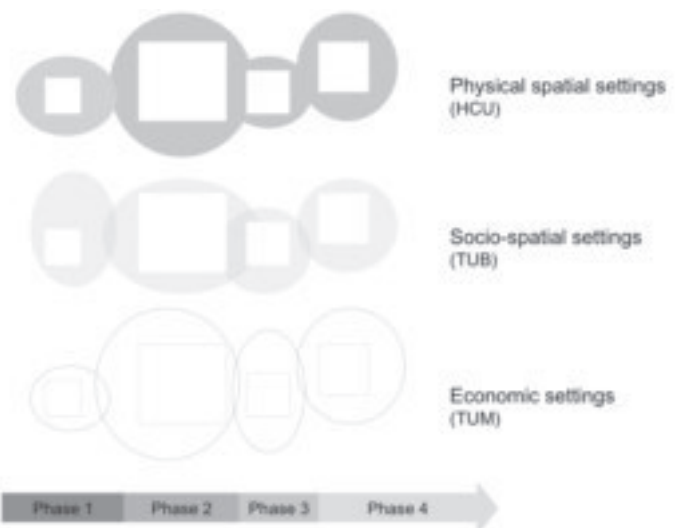 Physical spatial settings
(HCU)
Socio-spatial settings
(TUB)
Economic settings
(TUM)
Phase 1 Phase 2 Phase 3 Phase 4